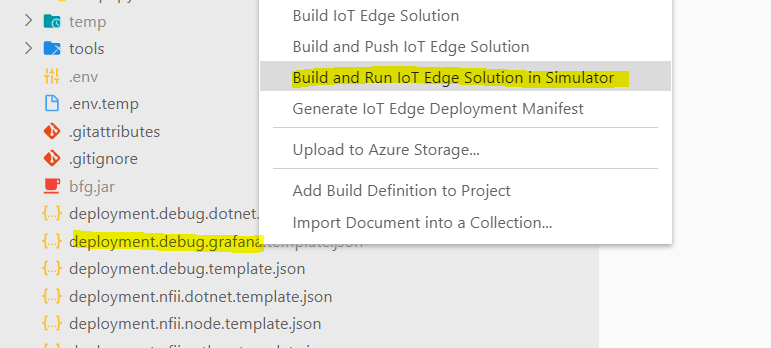 Build IoT Edge Solution
temp
Build and Push IoT Edge Solution
tools
Build and Run IoT Edge Solution in Simulator
.env
.env.temp
Generate IoT Edge Deployment Manifest
.gitattributes
Upload to Azure Storage...
.gitignore
bfg.jar
Add Build Definition to Project
deployment.debug.dotnet.
Import Document into a Collection...
deployment.debug.grafana.template.json
deployment.debug.template.json
deployment.nfii.dotnet.template.json
deployment.nfii.node.template.json